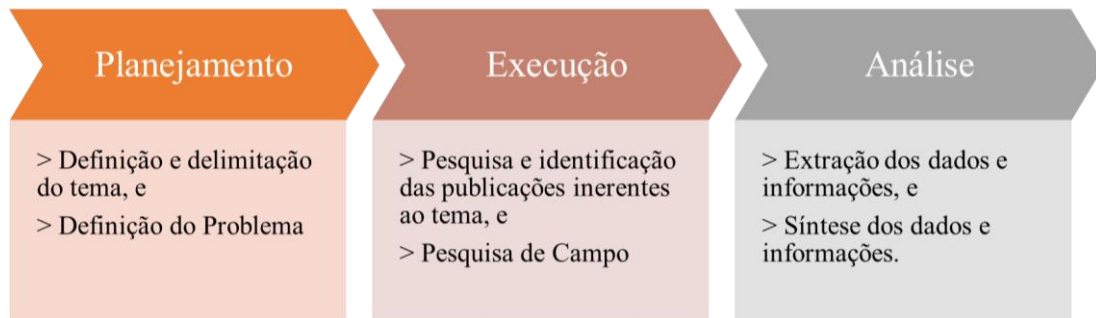 Planejamento
> Definição e delimitação
do tema, e
> Definição do Problema
Execução
> Pesquisa e identificação
das publicações inerentes
ao tema, e
> Pesquisa de Campo
Análise
> Extração dos dados e
informações, e
> Síntese dos dados e
informações.